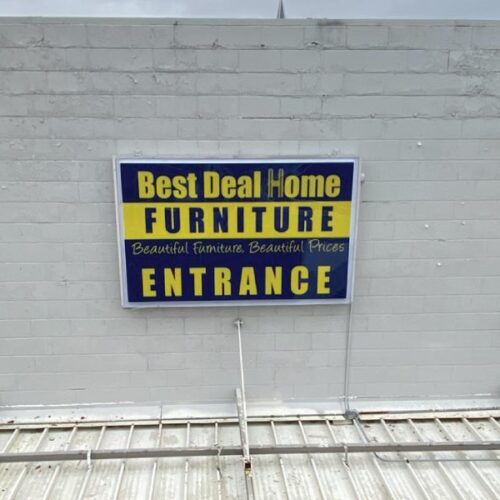 Best Deal Home
FURNITURE
Beautiful Furniture, Beautiful Prices
ENTRANCE